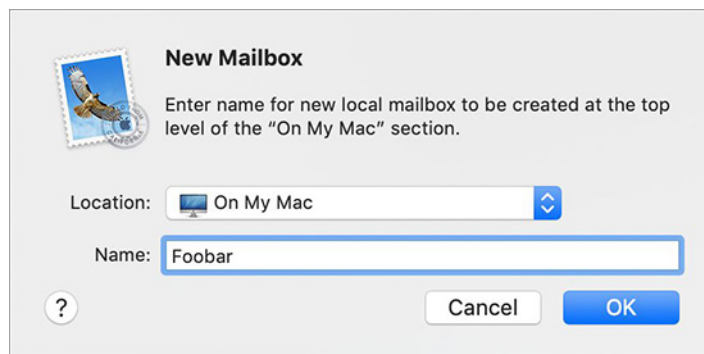 New Mailbox
Enter name for new local mailbox to be created at the top
level of the “On My Mac” section.
Location: On My Mac
Name: Foobar
? Cancel OK